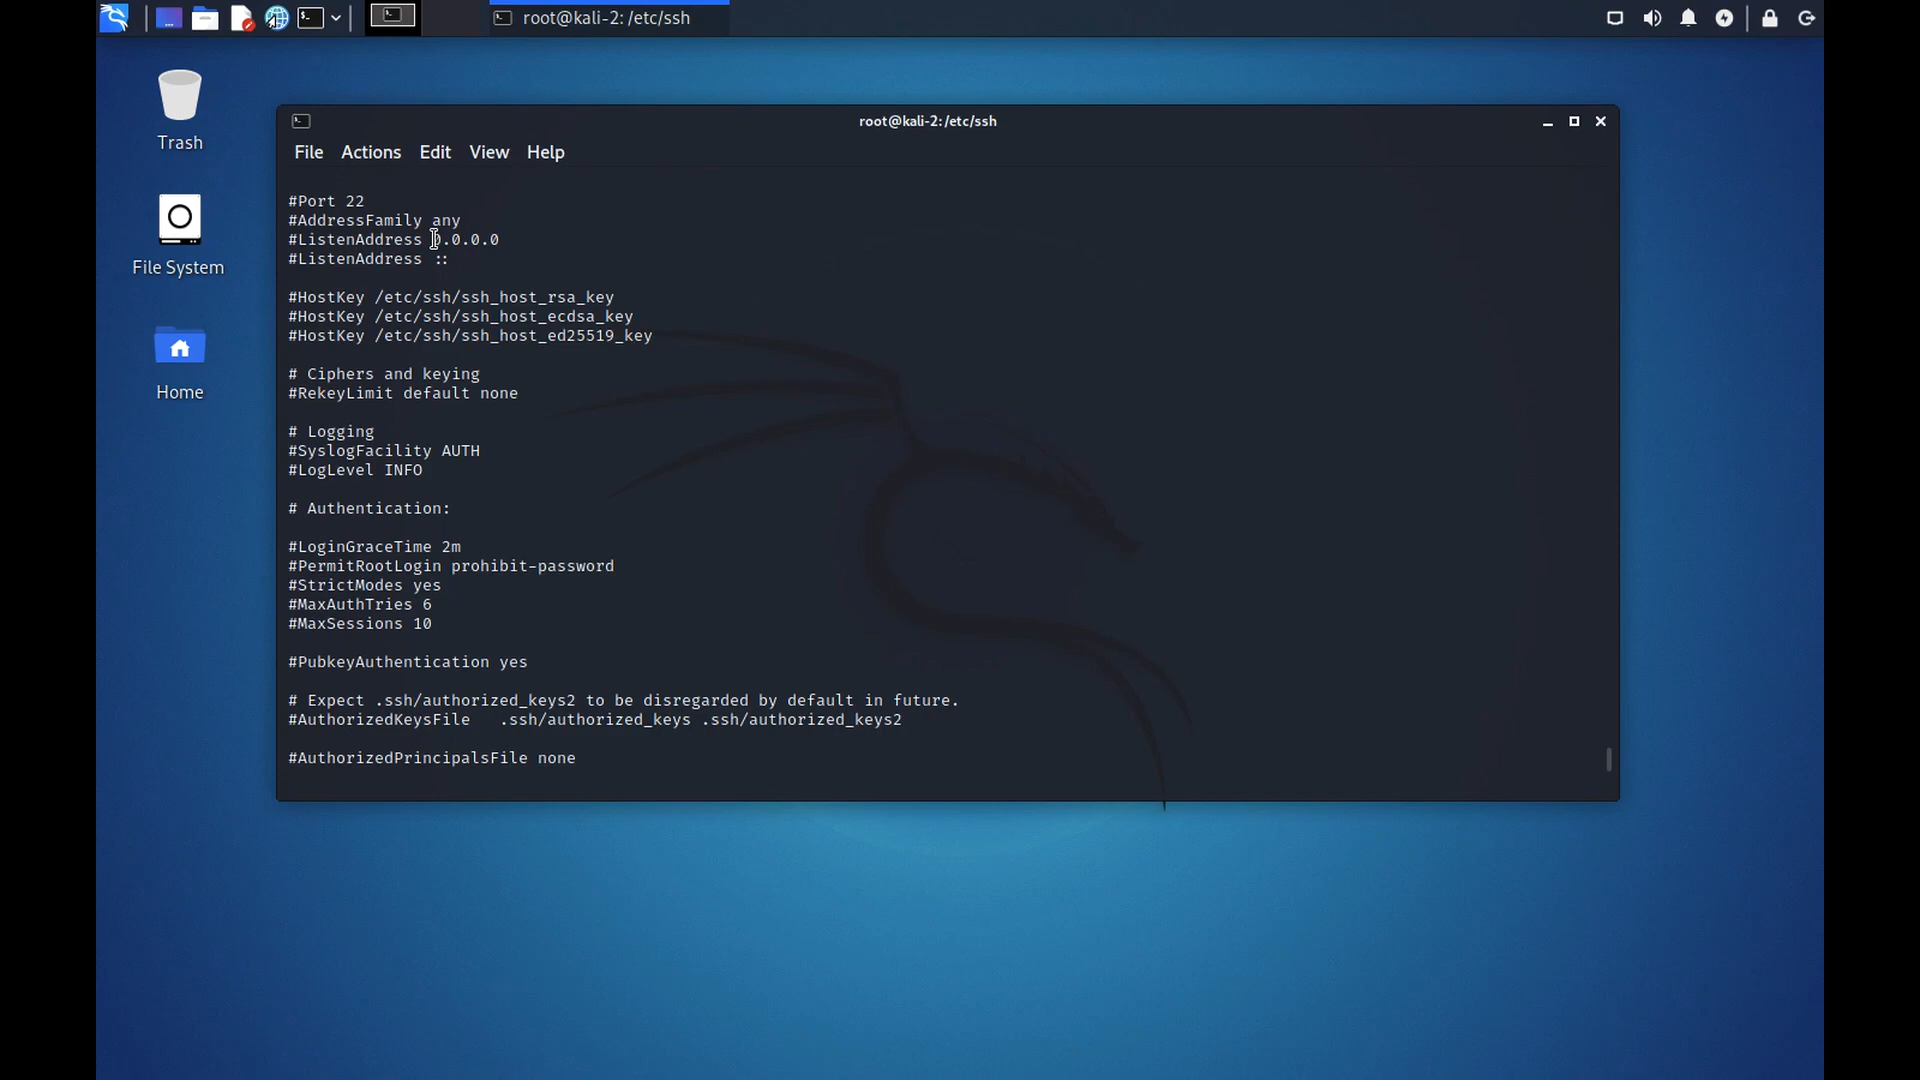 root@kali-2: /etc/ssh
Trash
File System
Home
root@kali-2:/etc/ssh
File Actions Edit View Help
#Port 22
#AddressFamily any
#ListenAddress 0.0.0.0
#ListenAddress ::
#HostKey /etc/ssh/ssh_host_rsa_key
#HostKey /etc/ssh/ssh_host_ecdsa_key
#HostKey /etc/ssh/ssh_host_ed25519_key
# Ciphers and keying
#RekeyLimit default none
# Logging
#SyslogFacility AUTH
#LogLevel INFO
# Authentication:
#LoginGraceTime 2m
#PermitRootLogin prohibit-password
#StrictModes yes
#MaxAuthTries 6
#MaxSessions 10
#PubkeyAuthentication yes
# Expect .ssh/authorized_keys2 to be disregarded by default in future.
#AuthorizedKeysFile   .ssh/authorized_keys .ssh/authorized_keys2
#AuthorizedPrincipalsFile none